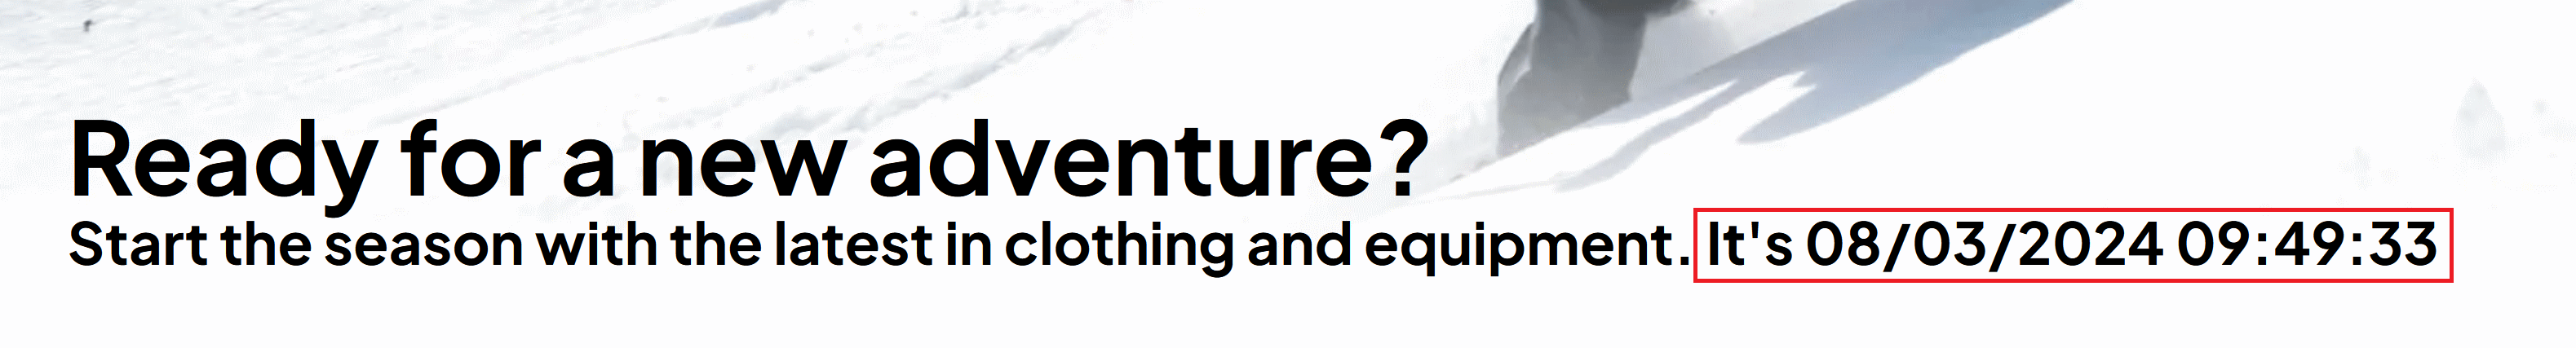 Ready for a new adventure?
Start the season with the latest in clothing and equipment. It's 08/03/2024 09:49:33